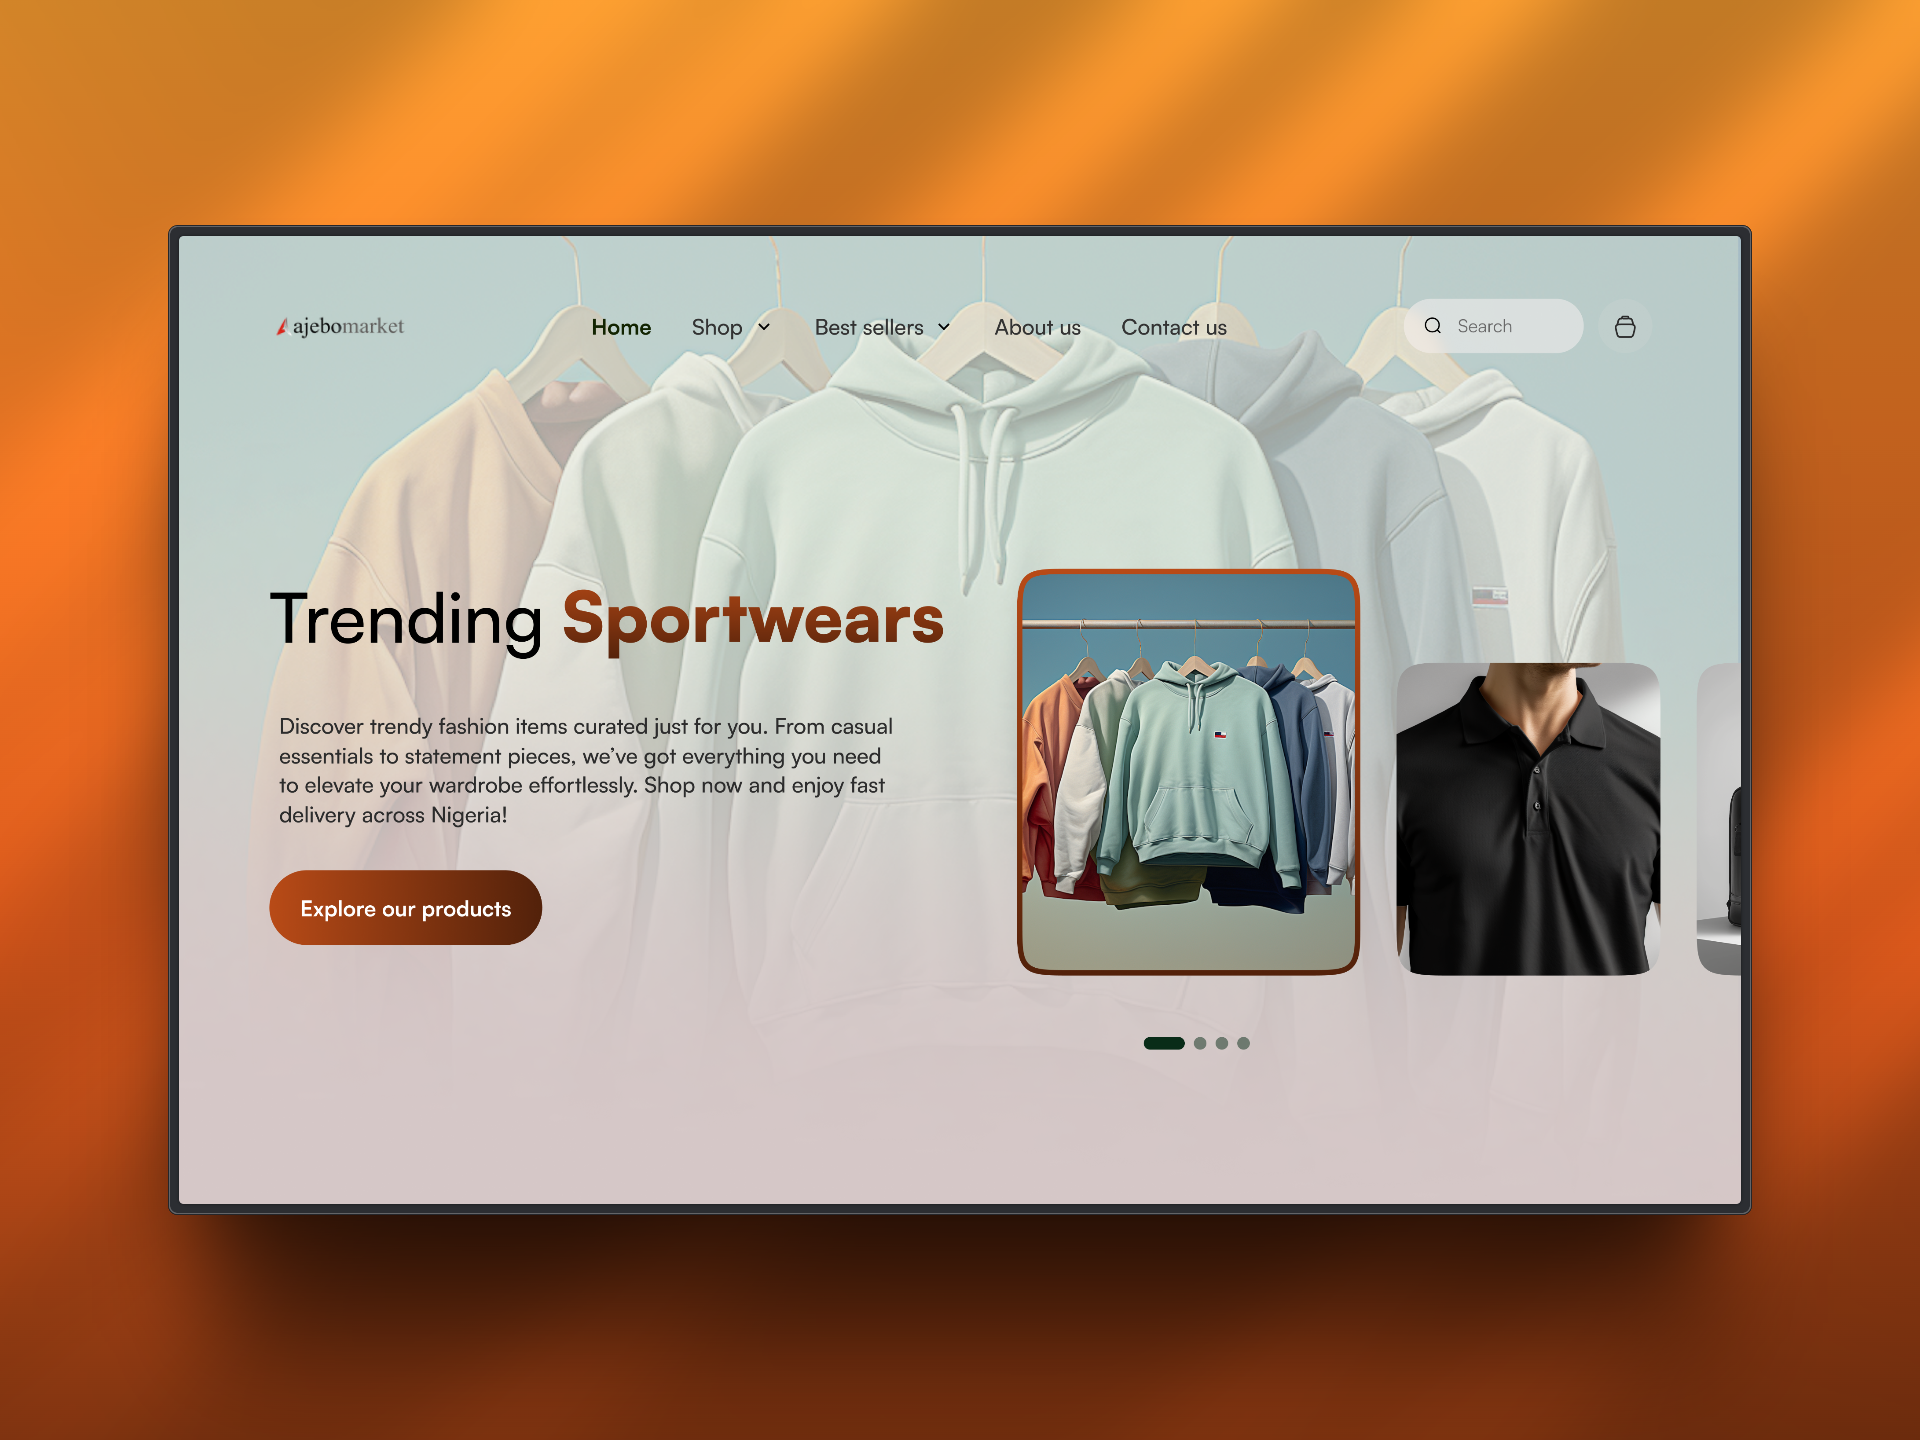 ajebomarket
Home
Shop
Best sellers
About us
Contact us
Search
Trending Sportwears
Discover trendy fashion items curated just for you. From casual
essentials to statement pieces, we’ve got everything you need
to elevate your wardrobe effortlessly. Shop now and enjoy fast
delivery across Nigeria!
Explore our products